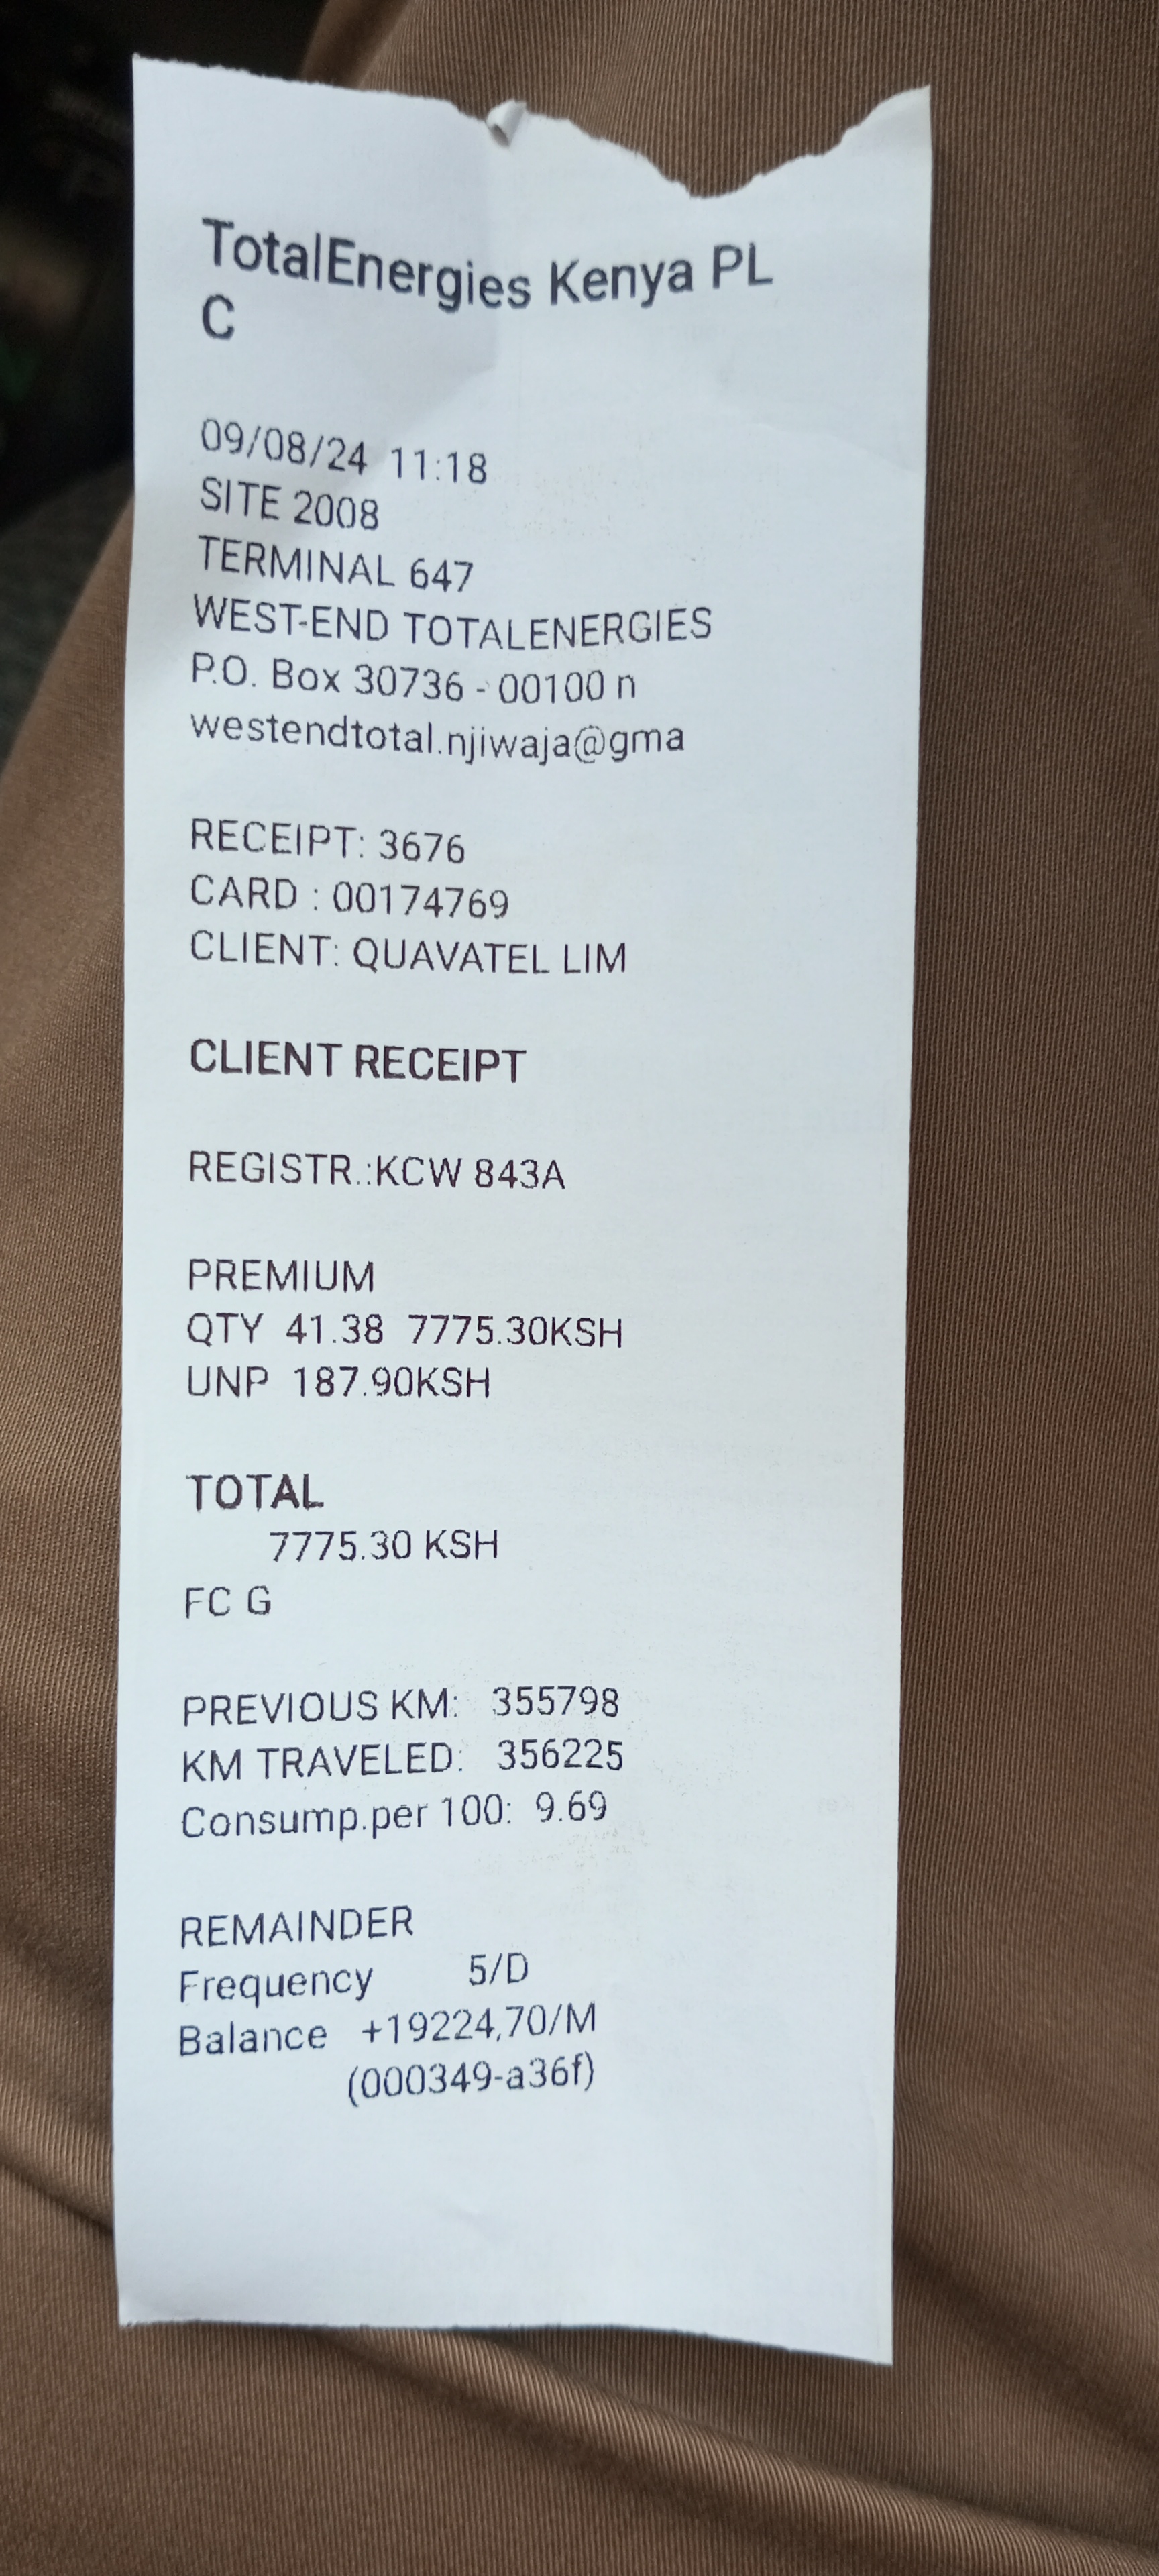 TotalEnergies Kenya PL
C
09/08/24 11:18
SITE 2008
TERMINAL 647
WEST-END TOTALENERGIES
P.O. Box 30736 - 00100 n
westendtotal.njiwaja@gma
RECEIPT: 3676
CARD : 00174769
CLIENT: QUAVATEL LIM
CLIENT RECEIPT
REGISTR.:KCW 843A
PREMIUM
QTY 41.38 7775.30KSH
UNP 187.90KSH
TOTAL
7775.30 KSH
FC G
PREVIOUS KM: 355798
KM TRAVELED: 356225
Consump.per 100: 9.69
REMAINDER
Frequency 5/D
Balance +19224,70/M
(000349-a36f)